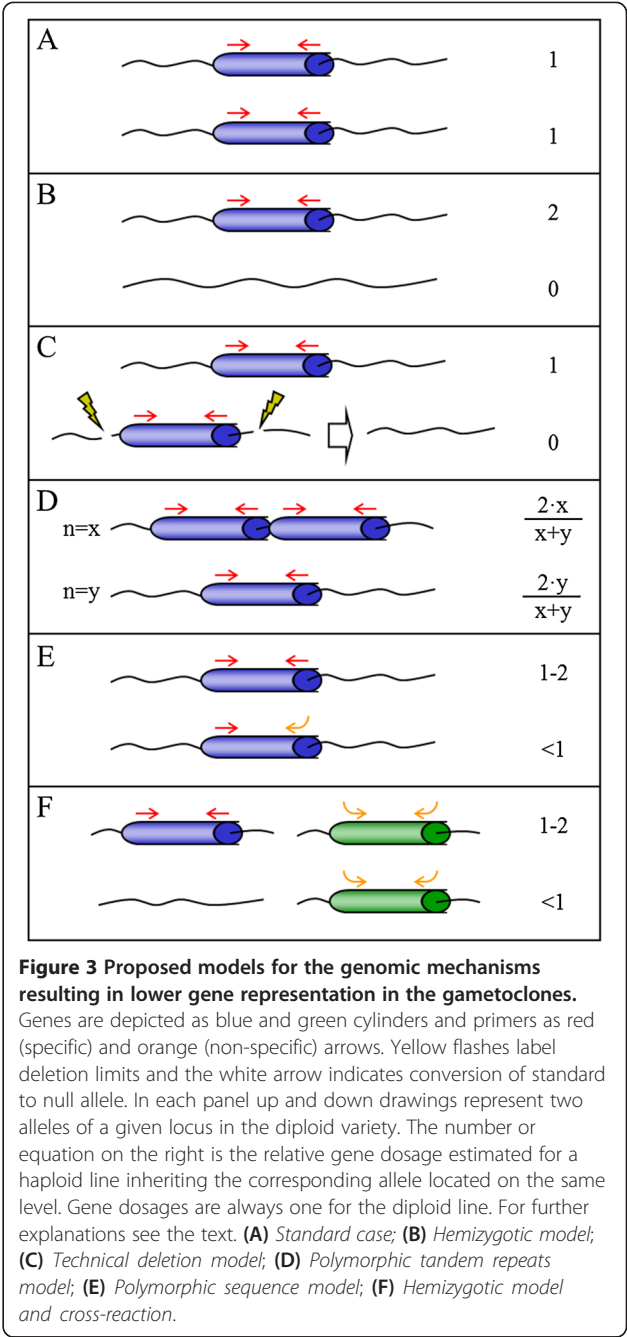 A
1
1
B
2
0
C
1
0
D
n=x
2·x
x+y
n=y
2·y
x+y
E
1-2
<1
F
1-2
<1
Figure 3 Proposed models for the genomic mechanisms
resulting in lower gene representation in the gametoclones.
Genes are depicted as blue and green cylinders and primers as red
(specific) and orange (non-specific) arrows. Yellow flashes label
deletion limits and the white arrow indicates conversion of standard
to null allele. In each panel up and down drawings represent two
alleles of a given locus in the diploid variety. The number or
equation on the right is the relative gene dosage estimated for a
haploid line inheriting the corresponding allele located on the same
level. Gene dosages are always one for the diploid line. For further
explanations see the text. (A) Standard case; (B) Hemizygotic model;
(C) Technical deletion model; (D) Polymorphic tandem repeats
model; (E) Polymorphic sequence model; (F) Hemizygotic model
and cross-reaction.